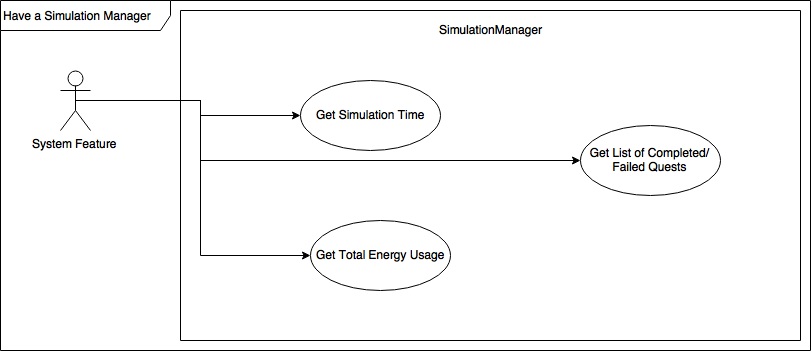 Have a Simulation Manager
SimulationManager
System Feature
Get Simulation Time
Get List of Completed/
Failed Quests
Get Total Energy Usage